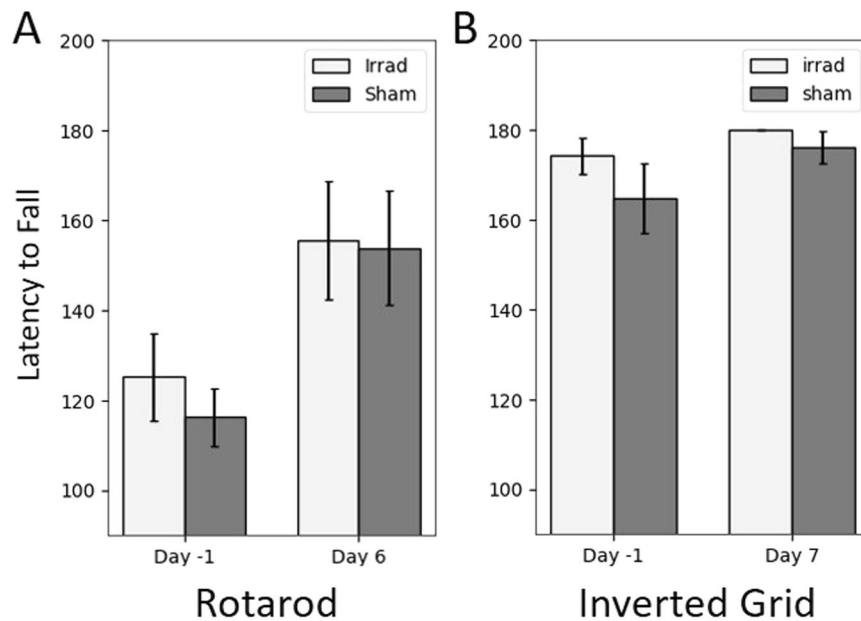 A
200
180
160
140
120
100
Latency to Fall
Irrad
Sham
Day -1
Day 6
Rotarod
B
200
180
160
140
120
100
irrad
sham
Day -1
Day 7
Inverted Grid